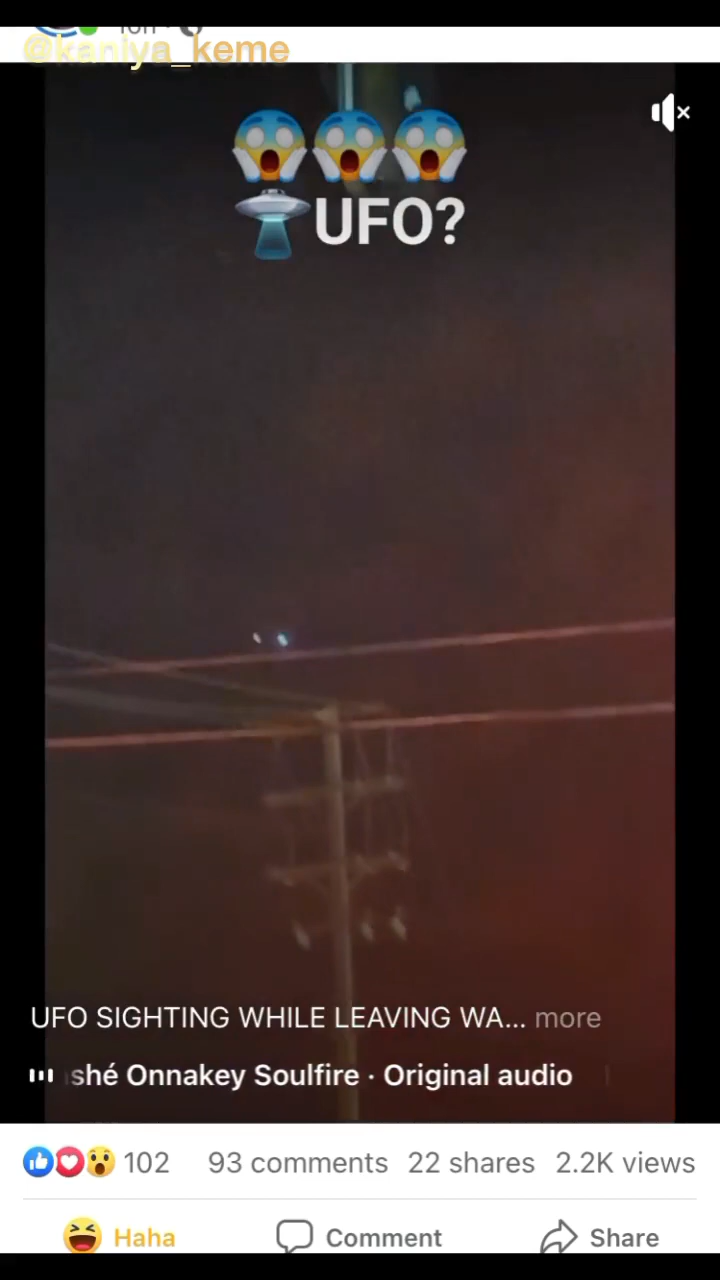 @kaniya_keme
UFO?
UFO SIGHTING WHILE LEAVING WA... more
shé Onnakey Soulfire · Original audio
102 93 comments 22 shares 2.2K views
Haha Comment Share